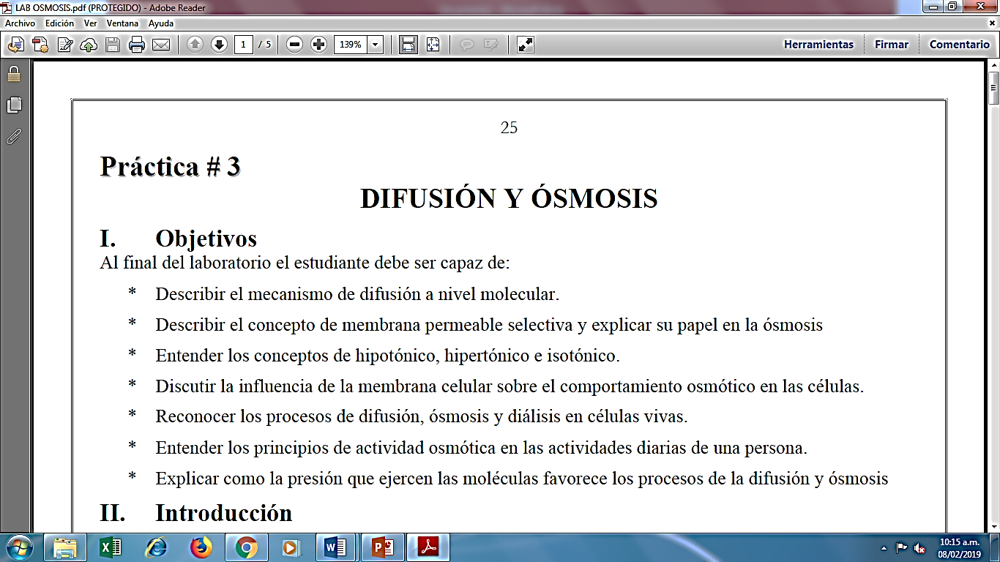 LAB OSMOSIS.pdf (PROTEGIDO) - Adobe Reader
Archivo Edición Ver Ventana Ayuda
1 / 5 139% Herramientas Firmar Comentario
25
Práctica # 3
DIFUSIÓN Y ÓSMOSIS
I. Objetivos
Al final del laboratorio el estudiante debe ser capaz de:
* Describir el mecanismo de difusión a nivel molecular.
* Describir el concepto de membrana permeable selectiva y explicar su papel en la ósmosis
* Entender los conceptos de hipotónico, hipertónico e isotónico.
* Discutir la influencia de la membrana celular sobre el comportamiento osmótico en las células.
* Reconocer los procesos de difusión, ósmosis y diálisis en células vivas.
* Entender los principios de actividad osmótica en las actividades diarias de una persona.
* Explicar como la presión que ejercen las moléculas favorece los procesos de la difusión y ósmosis
II. Introducción
10:15 a.m.
08/02/2019